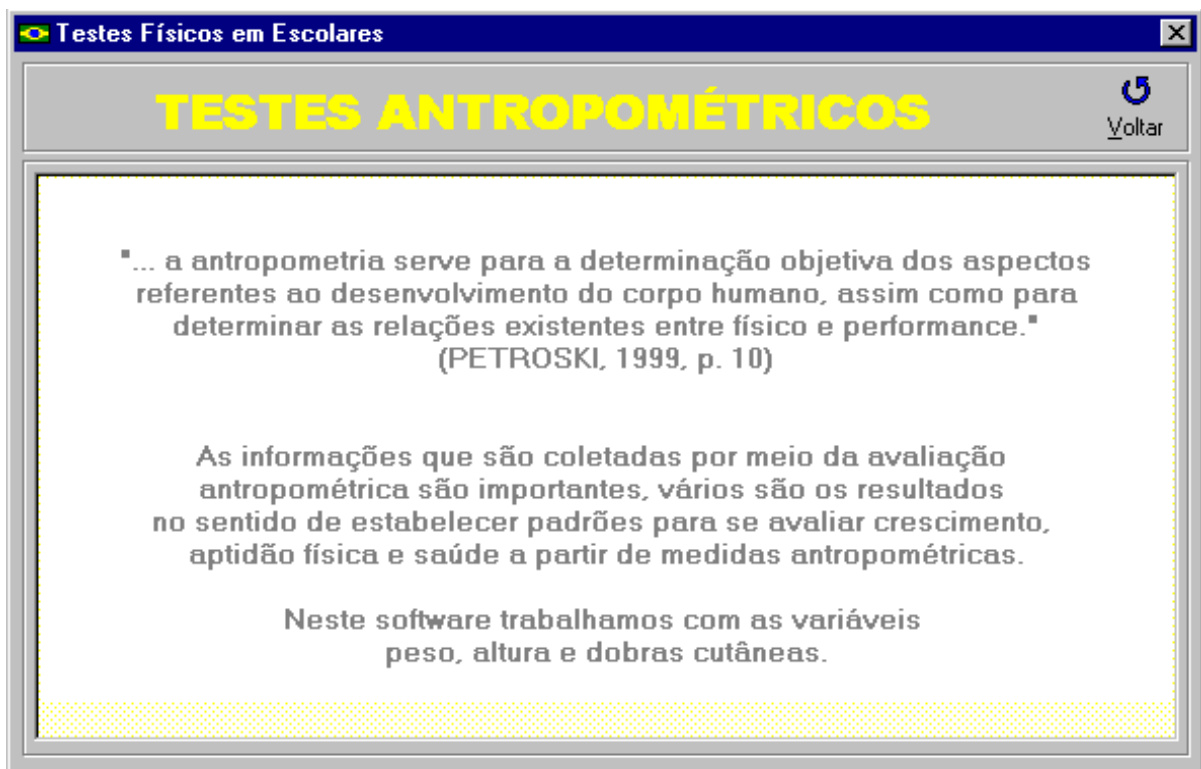 Testes Físicos em Escolares
TESTES ANTROPOMÉTRICOS
Voltar
"... a antropometria serve para a determinação objetiva dos aspectos
referentes ao desenvolvimento do corpo humano, assim como para
determinar as relações existentes entre físico e performance."
(PETROSKI, 1999, p. 10)
As informações que são coletadas por meio da avaliação
antropométrica são importantes, vários são os resultados
no sentido de estabelecer padrões para se avaliar crescimento,
aptidão física e saúde a partir de medidas antropométricas.
Neste software trabalhamos com as variáveis
peso, altura e dobras cutâneas.